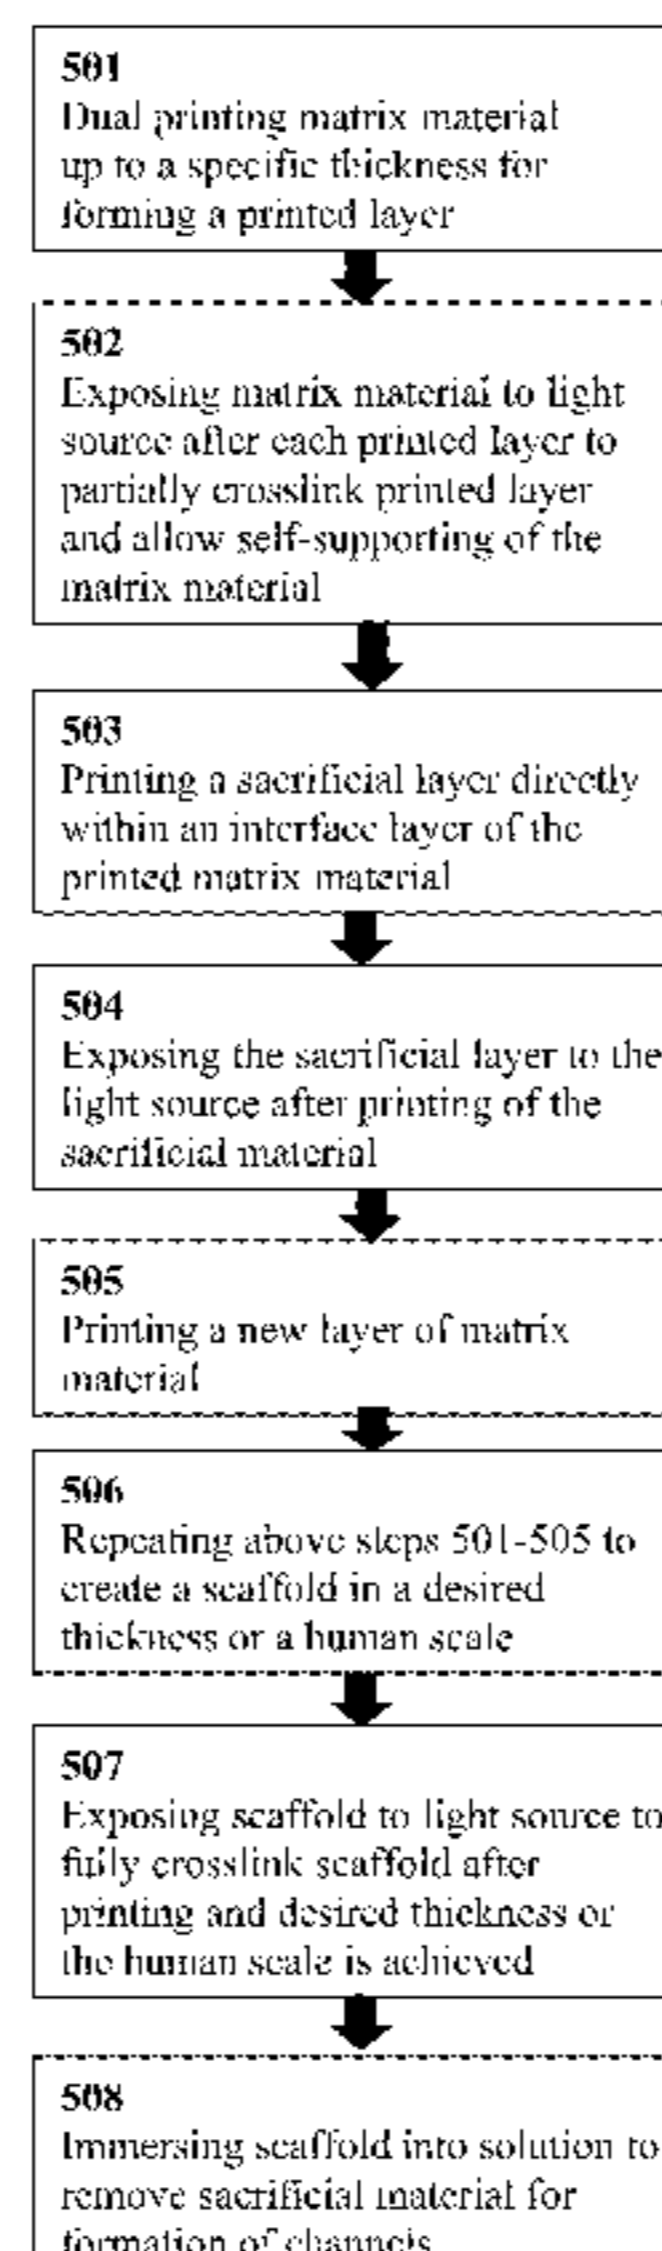 501
Dual printing matrix material
up to a specific thickness for
forming a printed layer
502
Exposing matrix material to light
source after each printed layer to
partially crosslink printed layer
and allow self-supporting of the
matrix material
503
Printing a sacrificial layer directly
within an interface layer of the
printed matrix material
504
Exposing the sacrificial layer to the
light source after printing of the
sacrificial material
505
Printing a new layer of matrix
material
506
Repeating above steps 501-505 to
create a scaffold in a desired
thickness or a human scale
507
Exposing scaffold to light source to
fully crosslink scaffold after
printing and desired thickness or
the human scale is achieved
508
Immersing scaffold into solution to
remove sacrificial material for
formation of channels